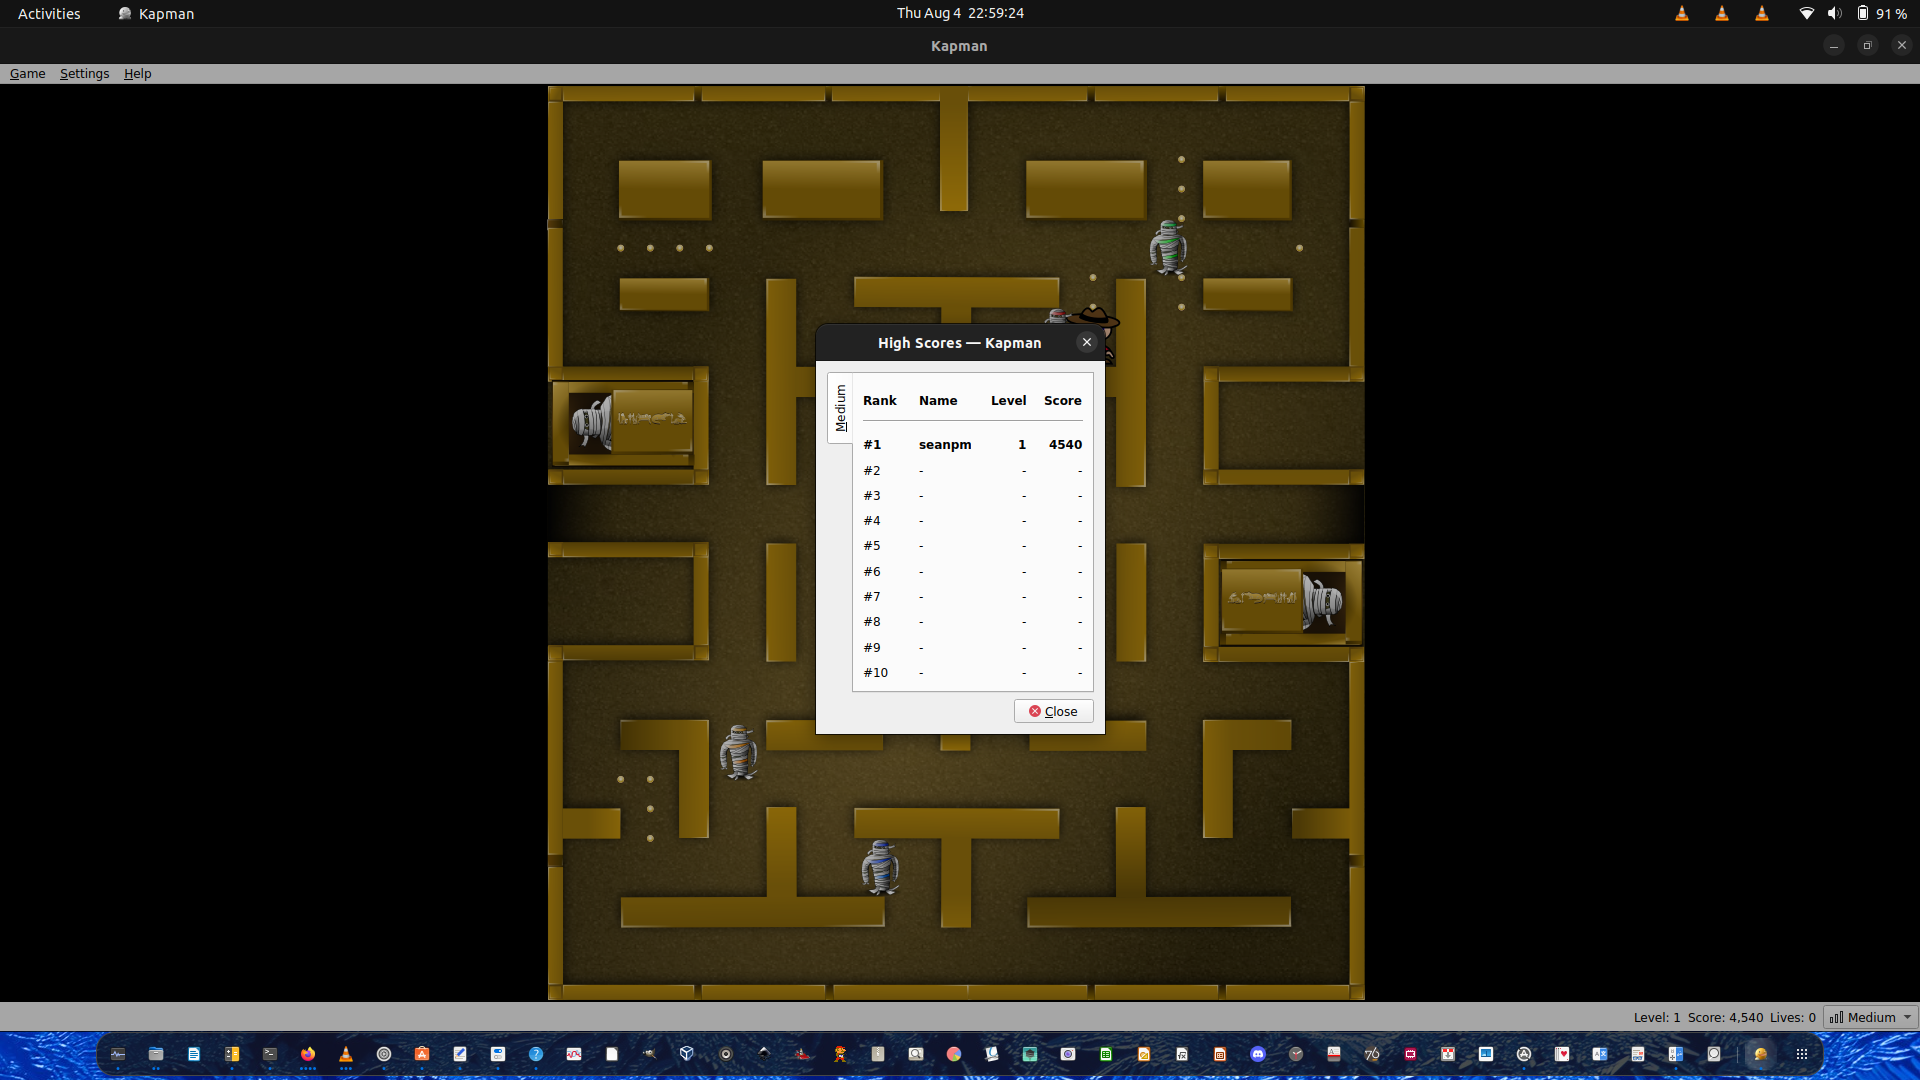 Activities Kapman Thu Aug 4 22:59:24 91 %
Kapman
Game Settings Help
High Scores — Kapman
Medium
Rank Name Level Score
#1 seanpm 1 4540
#2 - - -
#3 - - -
#4 - - -
#5 - - -
#6 - - -
#7 - - -
#8 - - -
#9 - - -
#10 - - -
Close
Level: 1 Score: 4,540 Lives: 0 Medium